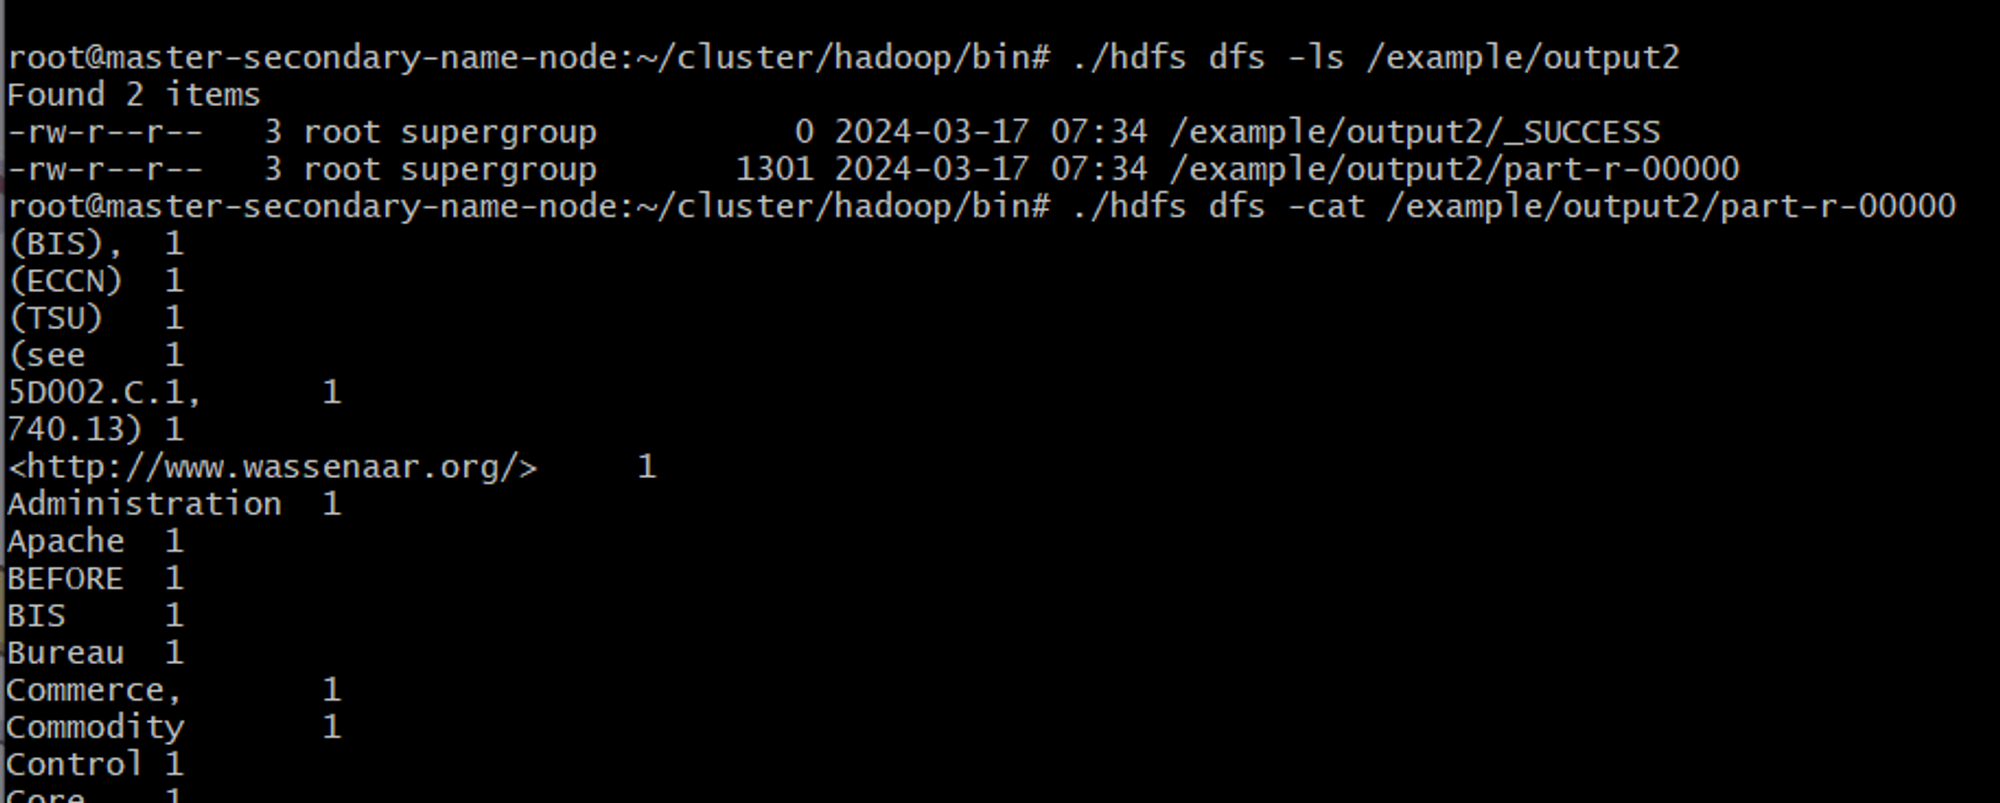 root@master-secondary-name-node:~/cluster/hadoop/bin# ./hdfs dfs -ls /example/output2
Found 2 items
-rw-r--r--   3 root supergroup          0 2024-03-17 07:34 /example/output2/_SUCCESS
-rw-r--r--   3 root supergroup       1301 2024-03-17 07:34 /example/output2/part-r-00000
root@master-secondary-name-node:~/cluster/hadoop/bin# ./hdfs dfs -cat /example/output2/part-r-00000
(BIS),  1
(ECCN)  1
(TSU)   1
(see    1
5D002.C.1,      1
740.13) 1
<http://www.wassenaar.org/>     1
Administration  1
Apache  1
BEFORE  1
BIS     1
Bureau  1
Commerce,       1
Commodity       1
Control 1
Core    1